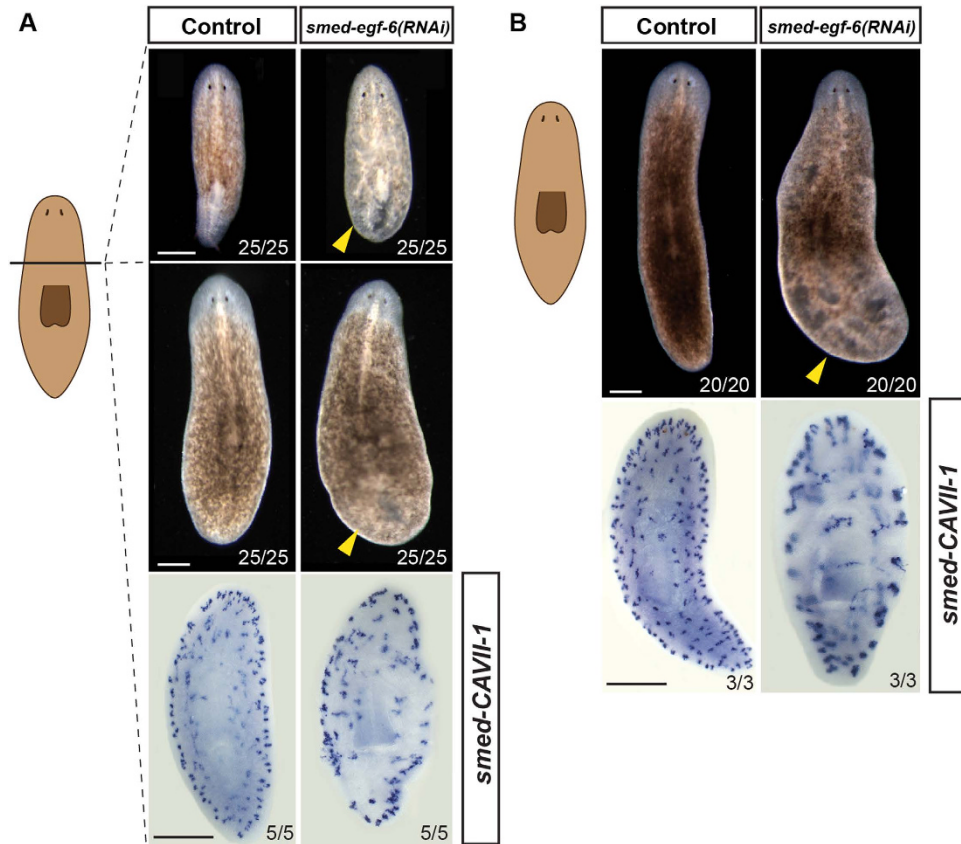 A
Control
smed-egf-6(RNAi)
25/25
25/25
25/25
25/25
5/5
5/5
smed-CAVII-1
B
Control
smed-egf-6(RNAi)
20/20
20/20
3/3
3/3
smed-CAVII-1